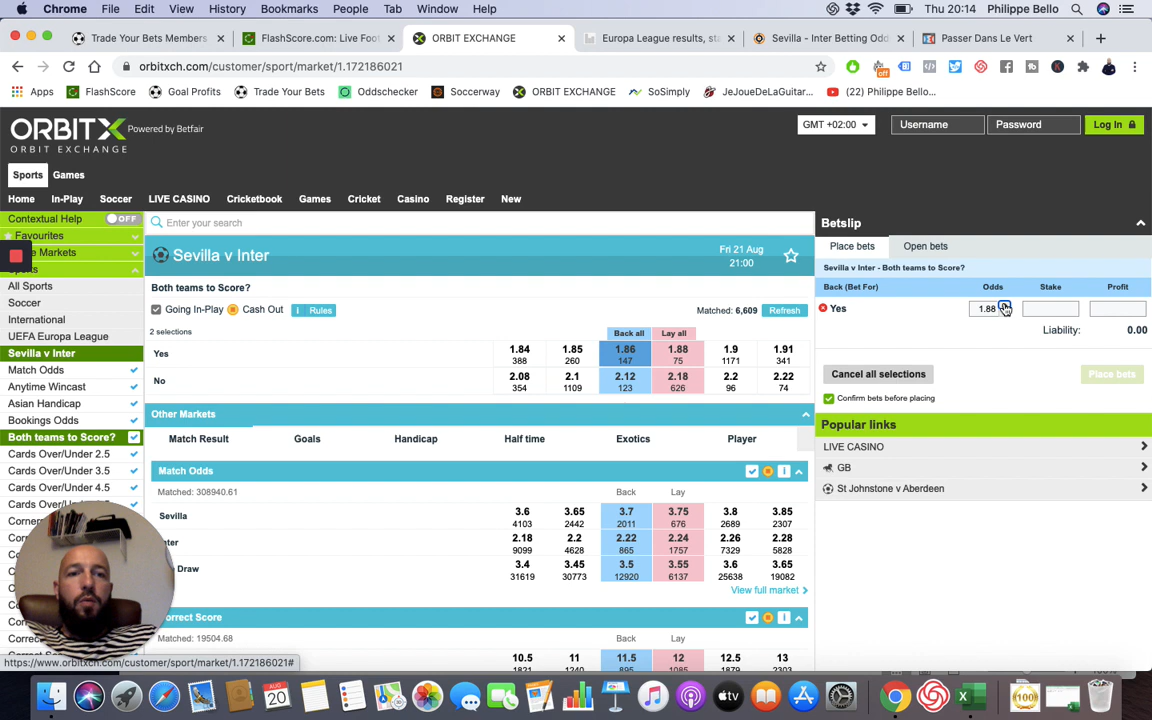 Chrome File Edit View History Bookmarks People Tab Window Help Thu 20:14 Philippe Bello
Trade Your Bets Members × FlashScore.com: Live Foot × ORBIT EXCHANGE × Europa League results, sta × Sevilla - Inter Betting Odd × Passer Dans Le Vert ×
orbitxch.com/customer/sport/market/1.172186021
off
Apps FlashScore Goal Profits Trade Your Bets Oddschecker Soccerway ORBIT EXCHANGE SoSimply JeJoueDeLaGuitar... (22) Philippe Bello...
ORBITX Powered by Betfair
ORBIT EXCHANGE
GMT +02:00 Username Password Log In
Sports Games
Home In-Play Soccer LIVE CASINO Cricketbook Games Cricket Casino Register New
Contextual Help OFF
Favourites
Markets
All Sports
Soccer
International
UEFA Europa League
Sevilla v Inter
Match Odds
Anytime Wincast
Asian Handicap
Bookings Odds
Both teams to Score?
Cards Over/Under 2.5
Cards Over/Under 3.5
Cards Over/Under 4.5
Cards Over/U
Enter your search
Sevilla v Inter
Fri 21 Aug
21:00
Both teams to Score?
Going In-Play Cash Out i Rules Matched: 6,609 Refresh
2 selections Back all Lay all
Yes 1.84 1.85 1.86 1.88 1.9 1.91
388 260 147 75 1171 341
No 2.08 2.1 2.12 2.18 2.2 2.22
354 1109 123 626 96 74
Other Markets
Match Result Goals Handicap Half time Exotics Player
Match Odds
Matched: 308940.61 Back Lay
Sevilla 3.6 3.65 3.7 3.75 3.8 3.85
4103 2442 2011 676 2689 2307
ter 2.18 2.2 2.22 2.24 2.26 2.28
9099 4628 865 1757 7329 5828
Draw 3.4 3.45 3.5 3.55 3.6 3.65
31619 30773 12920 6137 25638 19082
View full market
orrect Score
Matched: 19504.68 Back Lay
10.5 11 11.5 12 12.5 13
Betslip
Place bets Open bets
Sevilla v Inter - Both teams to Score?
Back (Bet For) Odds Stake Profit
Yes 1.88
Liability: 0.00
Cancel all selections Place bets
Confirm bets before placing
Popular links
LIVE CASINO
GB
St Johnstone v Aberdeen
https://www.orbitxch.com/customer/sport/market/1.172186021#
AUG
20
tv
100